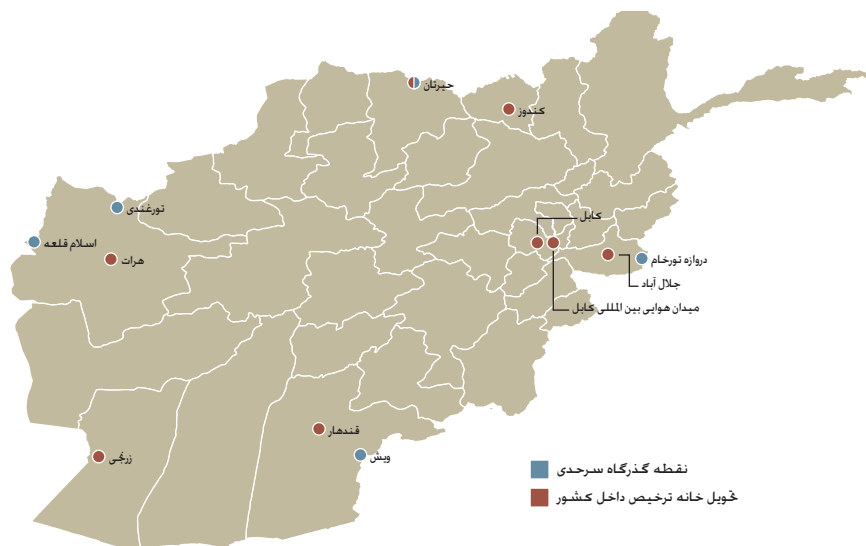 حیرتان
کندوز
تورغندی
کابل
اسلام قلعه
هرات
دروازه تورخام
جلال آباد
میدان هوایی بین المللی کابل
قندهار
ویش
زرنجی
نقطه گذرگاه سرحدی
تحویل خانه ترخیص داخل کشور